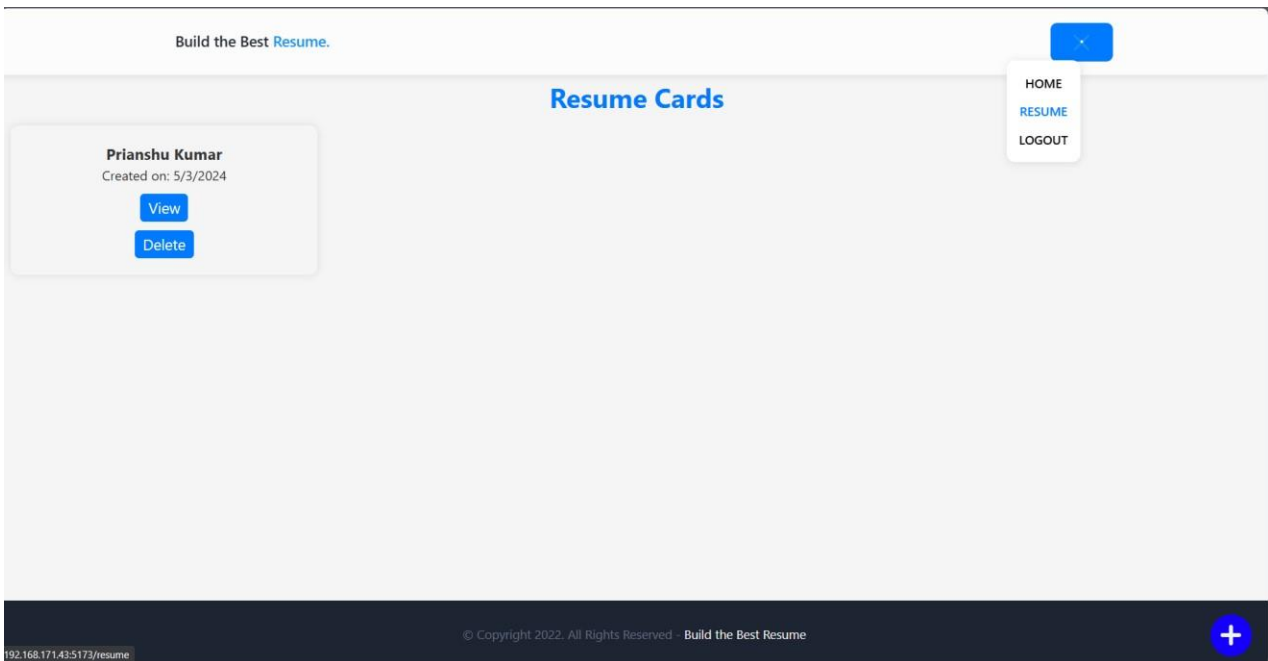 Build the Best Resume.
HOME
RESUME
LOGOUT
Resume Cards
Prianshu Kumar
Created on: 5/3/2024
View
Delete
© Copyright 2022. All Rights Reserved - Build the Best Resume
192.168.171.43:5173/resume